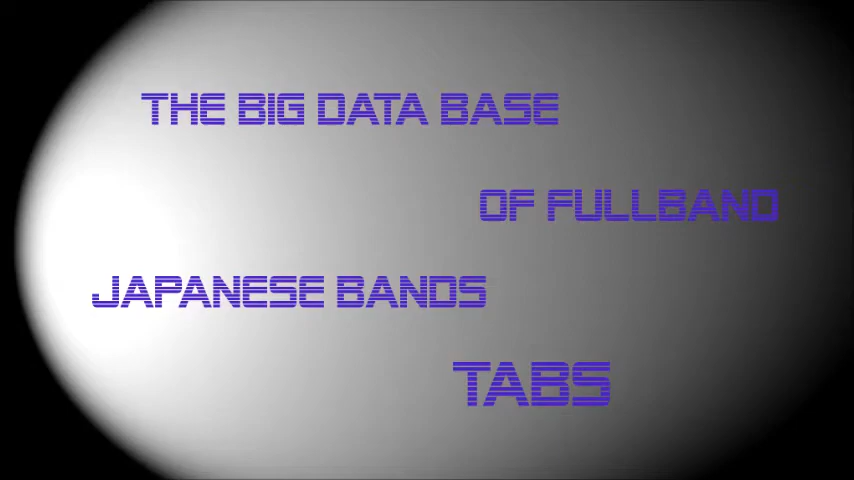 THE BIG DATA BASE
OF FULLBAND
JAPANESE BANDS
TABS